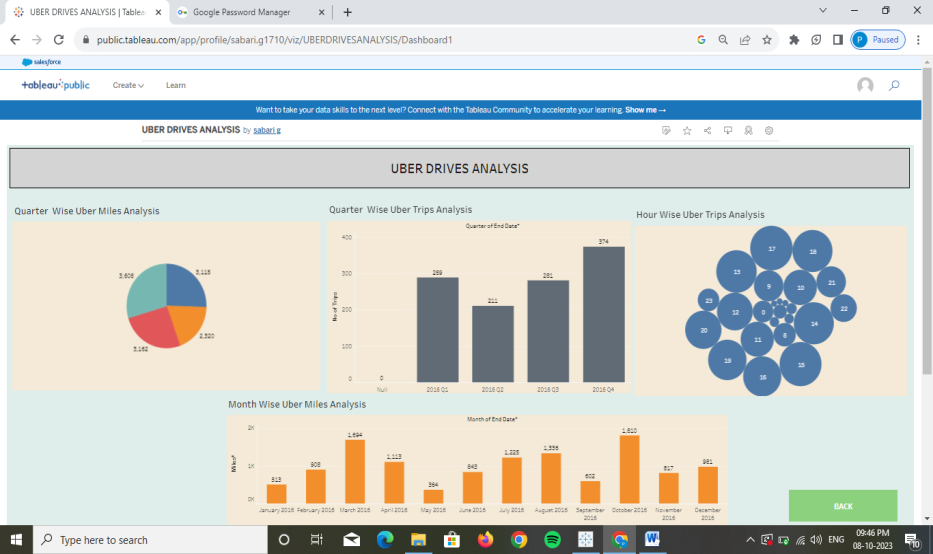 UBER DRIVES ANALYSIS | Tablea
Google Password Manager
public.tableau.com/app/profile/sabari.g1710/viz/UBERDRIVESANALYSIS/Dashboard1
G
P Paused
salesforce
+ab|eau public
Create
Learn
Want to take your data skills to the next level? Connect with the Tableau Community to accelerate your learning. Show me →
UBER DRIVES ANALYSIS by sabari g
UBER DRIVES ANALYSIS
Quarter Wise Uber Miles Analysis
3,115
2,320
3,162
Quarter Wise Uber Trips Analysis
Quarter of End Date*
No of Trips
400
300
200
100
0
0
289
211
281
374
Null
2016 Q1
2016 Q2
2016 Q3
2016 Q4
Hour Wise Uber Trips Analysis
17
18
13
9
10
21
23
12
0
22
20
14
11
8
19
15
16
Month Wise Uber Miles Analysis
Month of End Date*
Miles*
2K
1K
0K
513
908
1,694
1,113
364
843
1,225
1,336
602
1,810
817
981
January 2016
February 2016
March 2016
April 2016
May 2016
June 2016
July 2016
August 2016
September 2016
October 2016
November 2016
December 2016
BACK
Type here to search
W
ENG
09:46 PM
08-10-2023
10